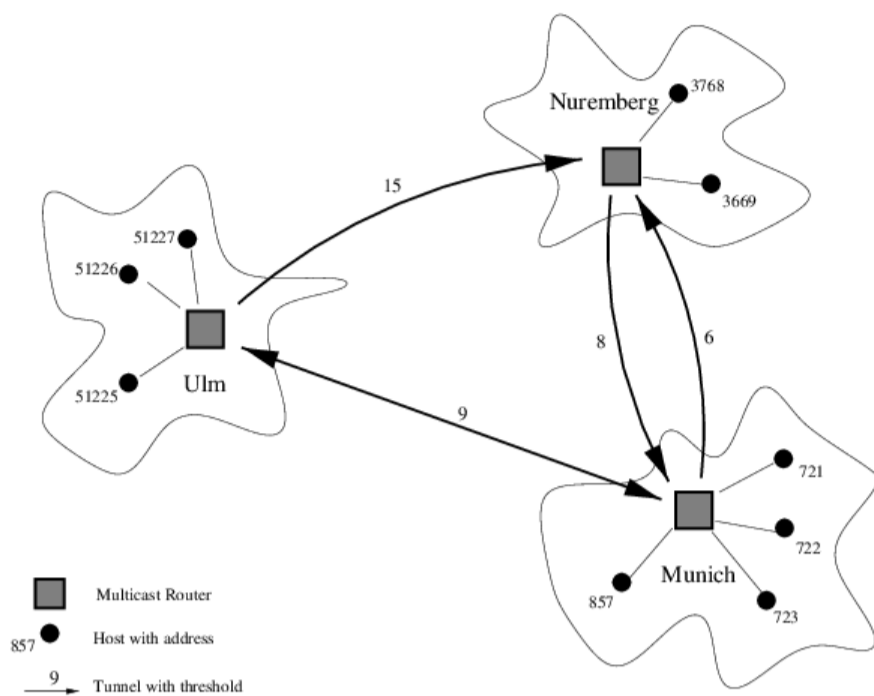 3768
Nuremberg
3669
15
51227
51226
51225
Ulm
8
6
9
721
722
723
857
Munich
Multicast Router
857
Host with address
9
Tunnel with threshold